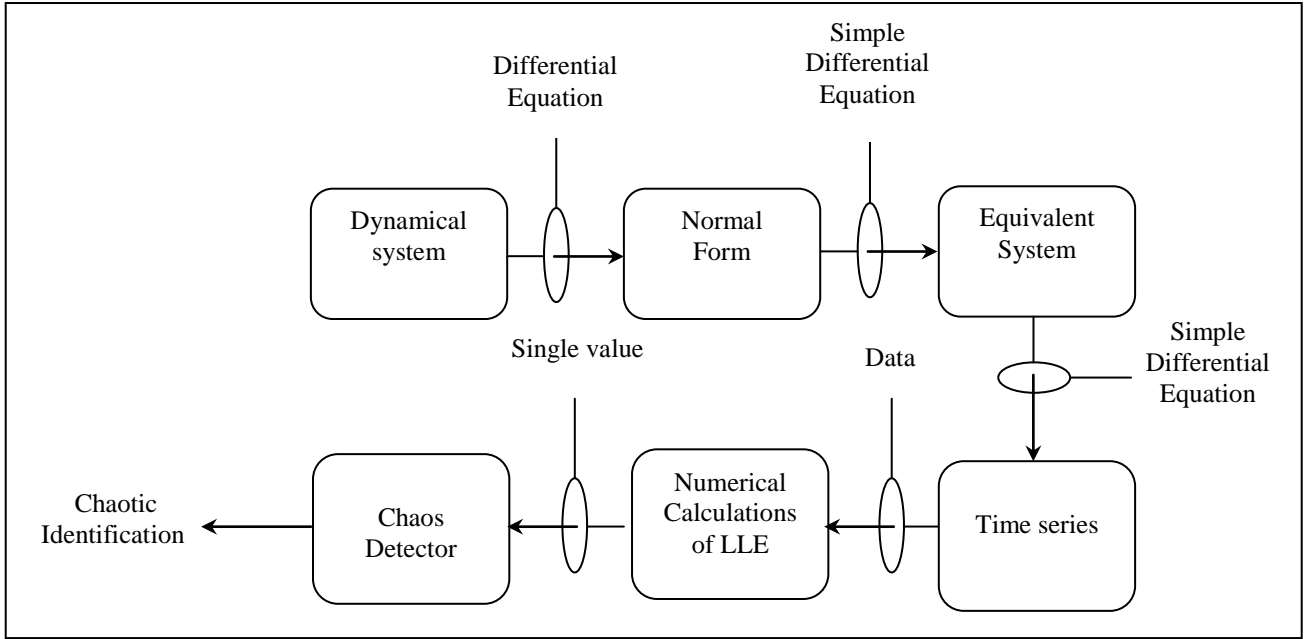 Differential
Equation
Simple
Differential
Equation
Dynamical
system
Normal
Form
Equivalent
System
Single value
Data
Simple
Differential
Equation
Chaotic
Identification
Chaos
Detector
Numerical
Calculations
of LLE
Time series